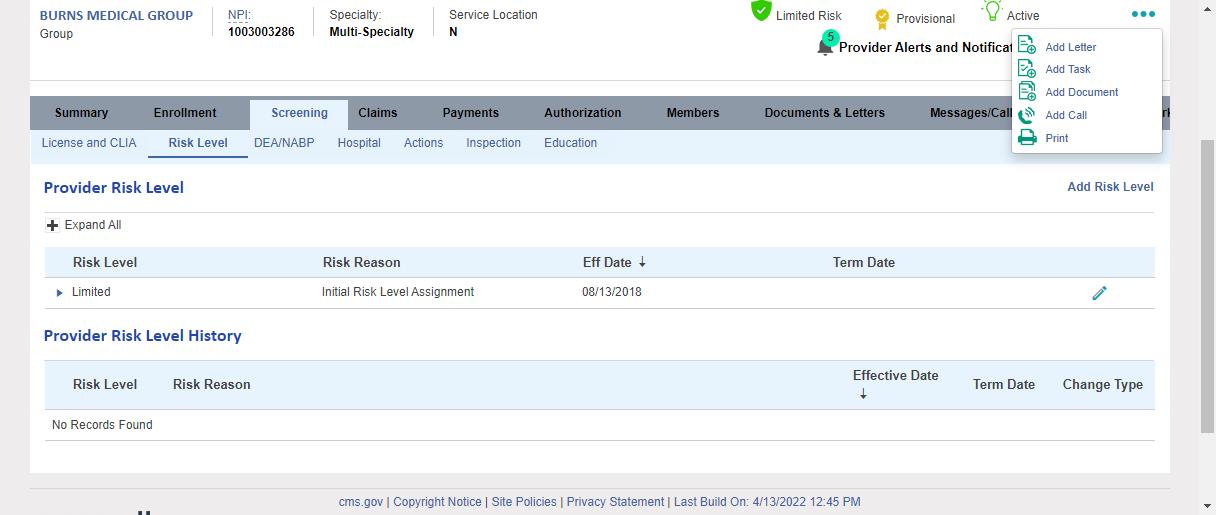 BURNS MEDICAL GROUP
Group
NPI:
1003003286
Specialty:
Multi-Specialty
Service Location
N
Limited Risk
Provisional
Active
5
Provider Alerts and Notificat
Add Letter
Add Task
Add Document
Add Call
Print
Summary Enrollment Screening Claims Payments Authorization Members Documents & Letters Messages/Call
License and CLIA Risk Level DEA/NABP Hospital Actions Inspection Education
Provider Risk Level
Add Risk Level
Expand All
Risk Level Risk Reason Eff Date Term Date
Limited Initial Risk Level Assignment 08/13/2018
Provider Risk Level History
Risk Level Risk Reason Effective Date Term Date Change Type
No Records Found
cms.gov | Copyright Notice | Site Policies | Privacy Statement | Last Build On: 4/13/2022 12:45 PM